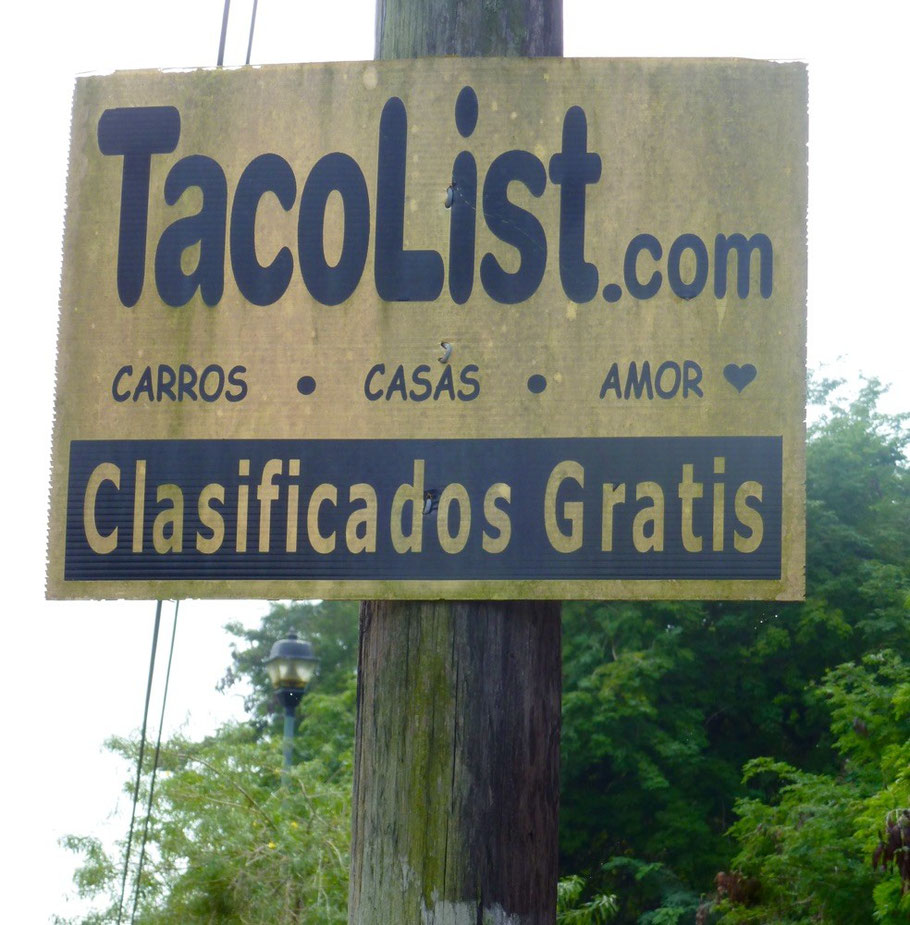 TacoList.com
CARROS • CASAS • AMOR ♥
Clasificados Gratis